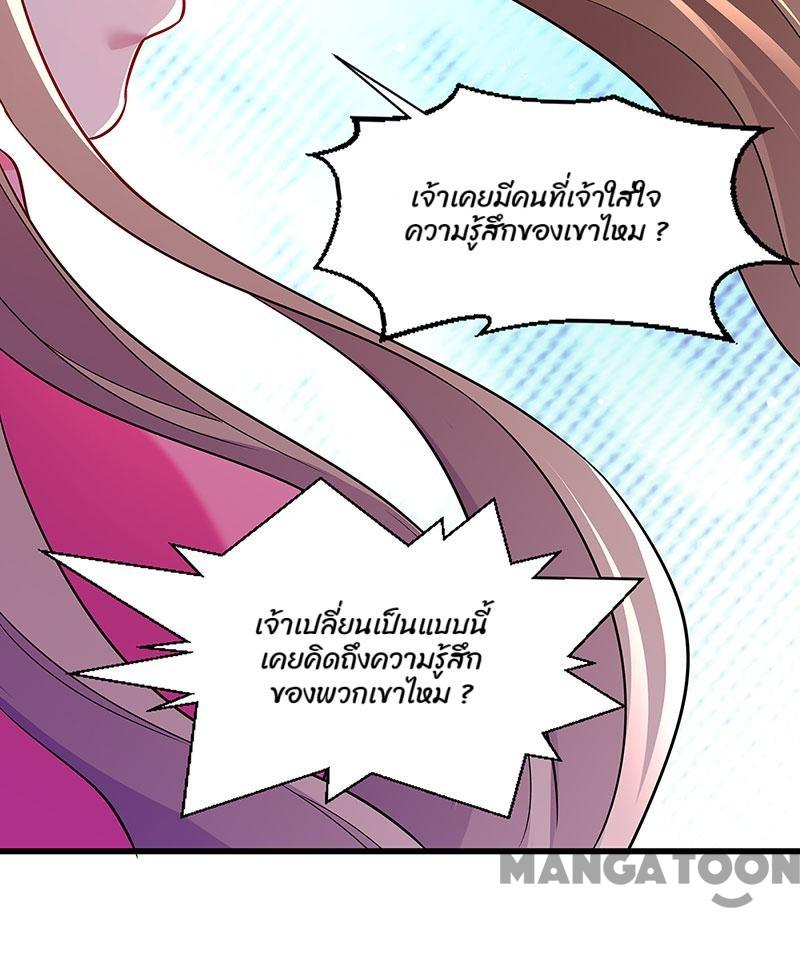 เจ้าเคยมีคนที่เจ้าใส่ใจ
ความรู้สึกของเขาไหม ?
เจ้าเปลี่ยนเป็นแบบนี้
เคยคิดถึงความรู้สึก
ของพวกเขาไหม ?
MANGATOON